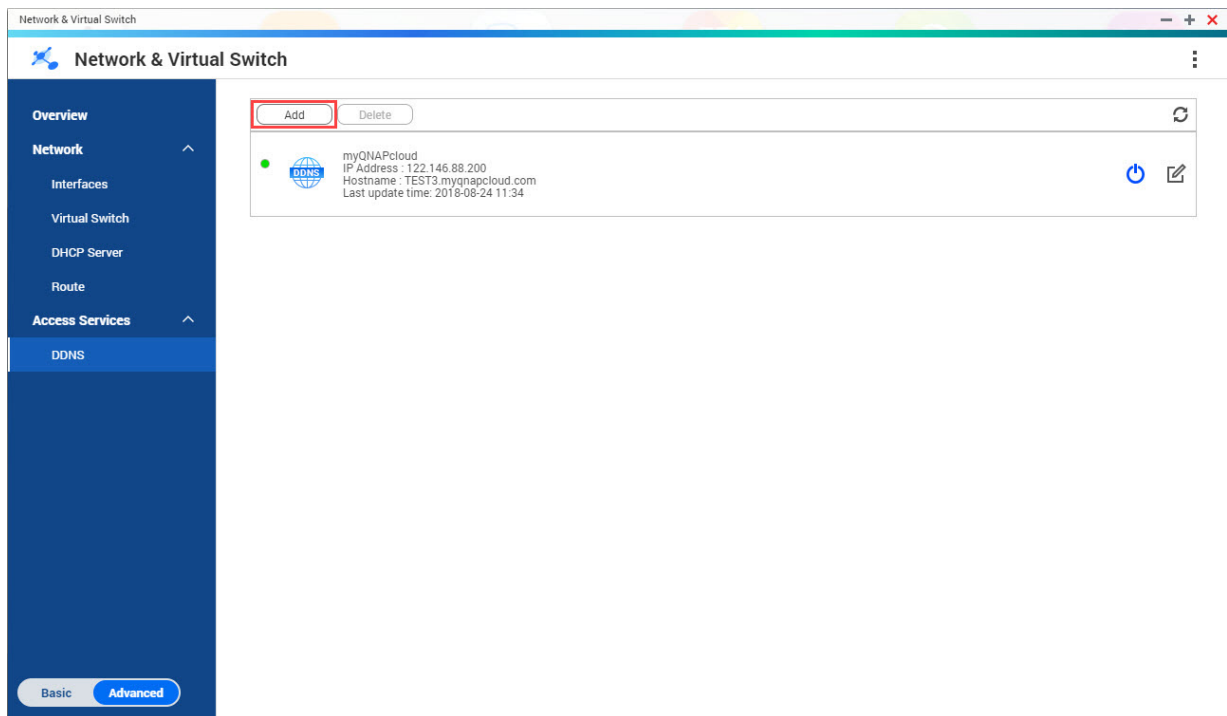 Network & Virtual Switch
Network & Virtual Switch
Overview
Network
Interfaces
Virtual Switch
DHCP Server
Route
Access Services
DDNS
Basic Advanced
Add Delete
DDNS
myQNAPcloud
IP Address : 122.146.88.200
Hostname : TEST3.myqnapcloud.com
Last update time: 2018-08-24 11:34